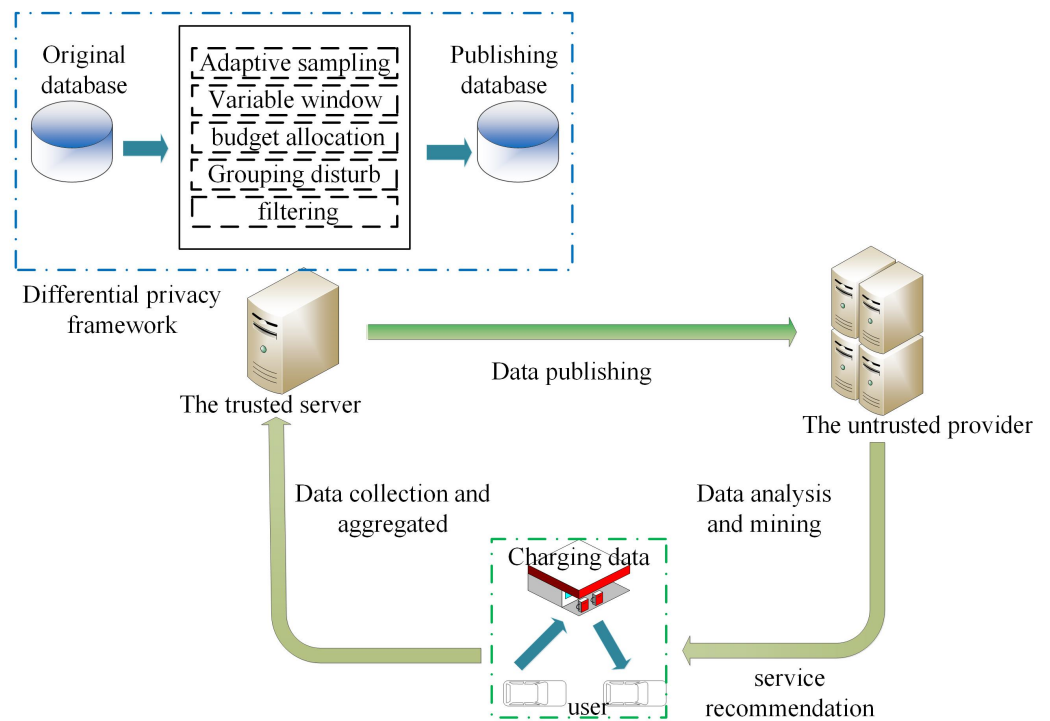 Original
database
Adaptive sampling
Variable window
budget allocation
Grouping disturb
filtering
Publishing
database
Differential privacy
framework
The trusted server
Data publishing
The untrusted provider
Data collection and
aggregated
Data analysis
and mining
Charging data
user
service
recommendation